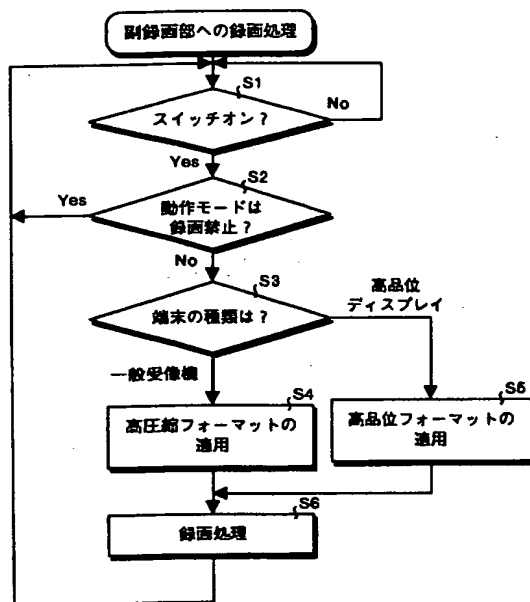 副録画部への録画処理
S1
スイッチオン?
No
Yes
S2
動作モードは
録画禁止?
Yes
No
S3
端末の種類は?
高品位
ディスプレイ
一般受像機
S4
高圧縮フォーマットの
適用
S5
高品位フォーマットの
適用
S6
録画処理